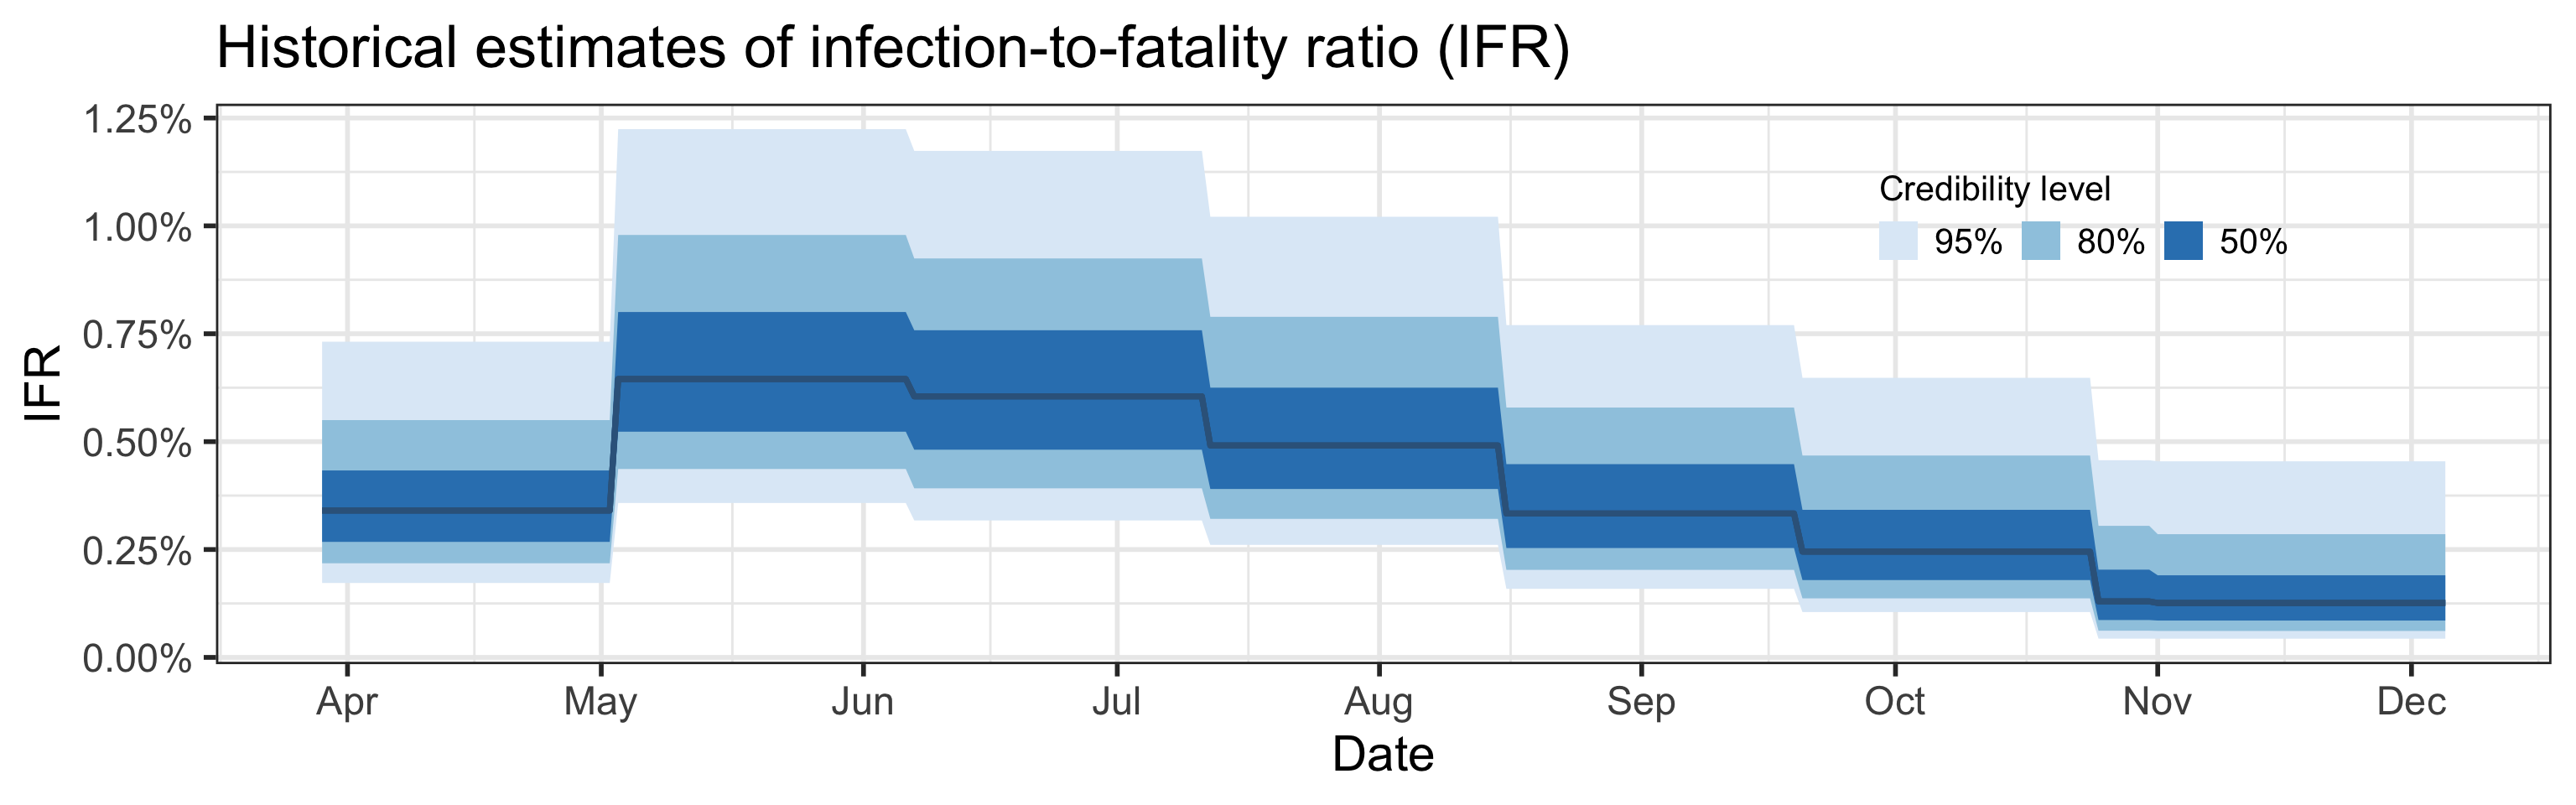 Historical estimates of infection-to-fatality ratio (IFR)
1.25%
1.00%
0.75%
0.50%
0.25%
0.00%
IFR
Credibility level
95% 80% 50%
Apr May Jun Jul Aug Sep Oct Nov Dec
Date